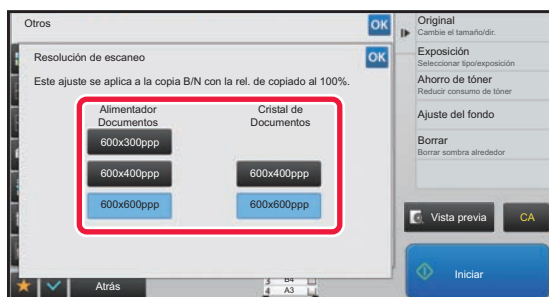 Otros
OK
Resolución de escaneo
OK
Este ajuste se aplica a la copia B/N con la rel. de copiado al 100%.
Alimentador
Documentos
Cristal de
Documentos
600x300ppp
600x400ppp
600x400ppp
600x600ppp
600x600ppp
Atrás
3 B4
4 A3
Original
Cambie el tamaño/dir.
Exposición
Seleccionar tipo/exposición
Ahorro de tóner
Reducir consumo de tóner
Ajuste del fondo
Borrar
Borrar sombra alrededor
Vista previa
CA
Iniciar